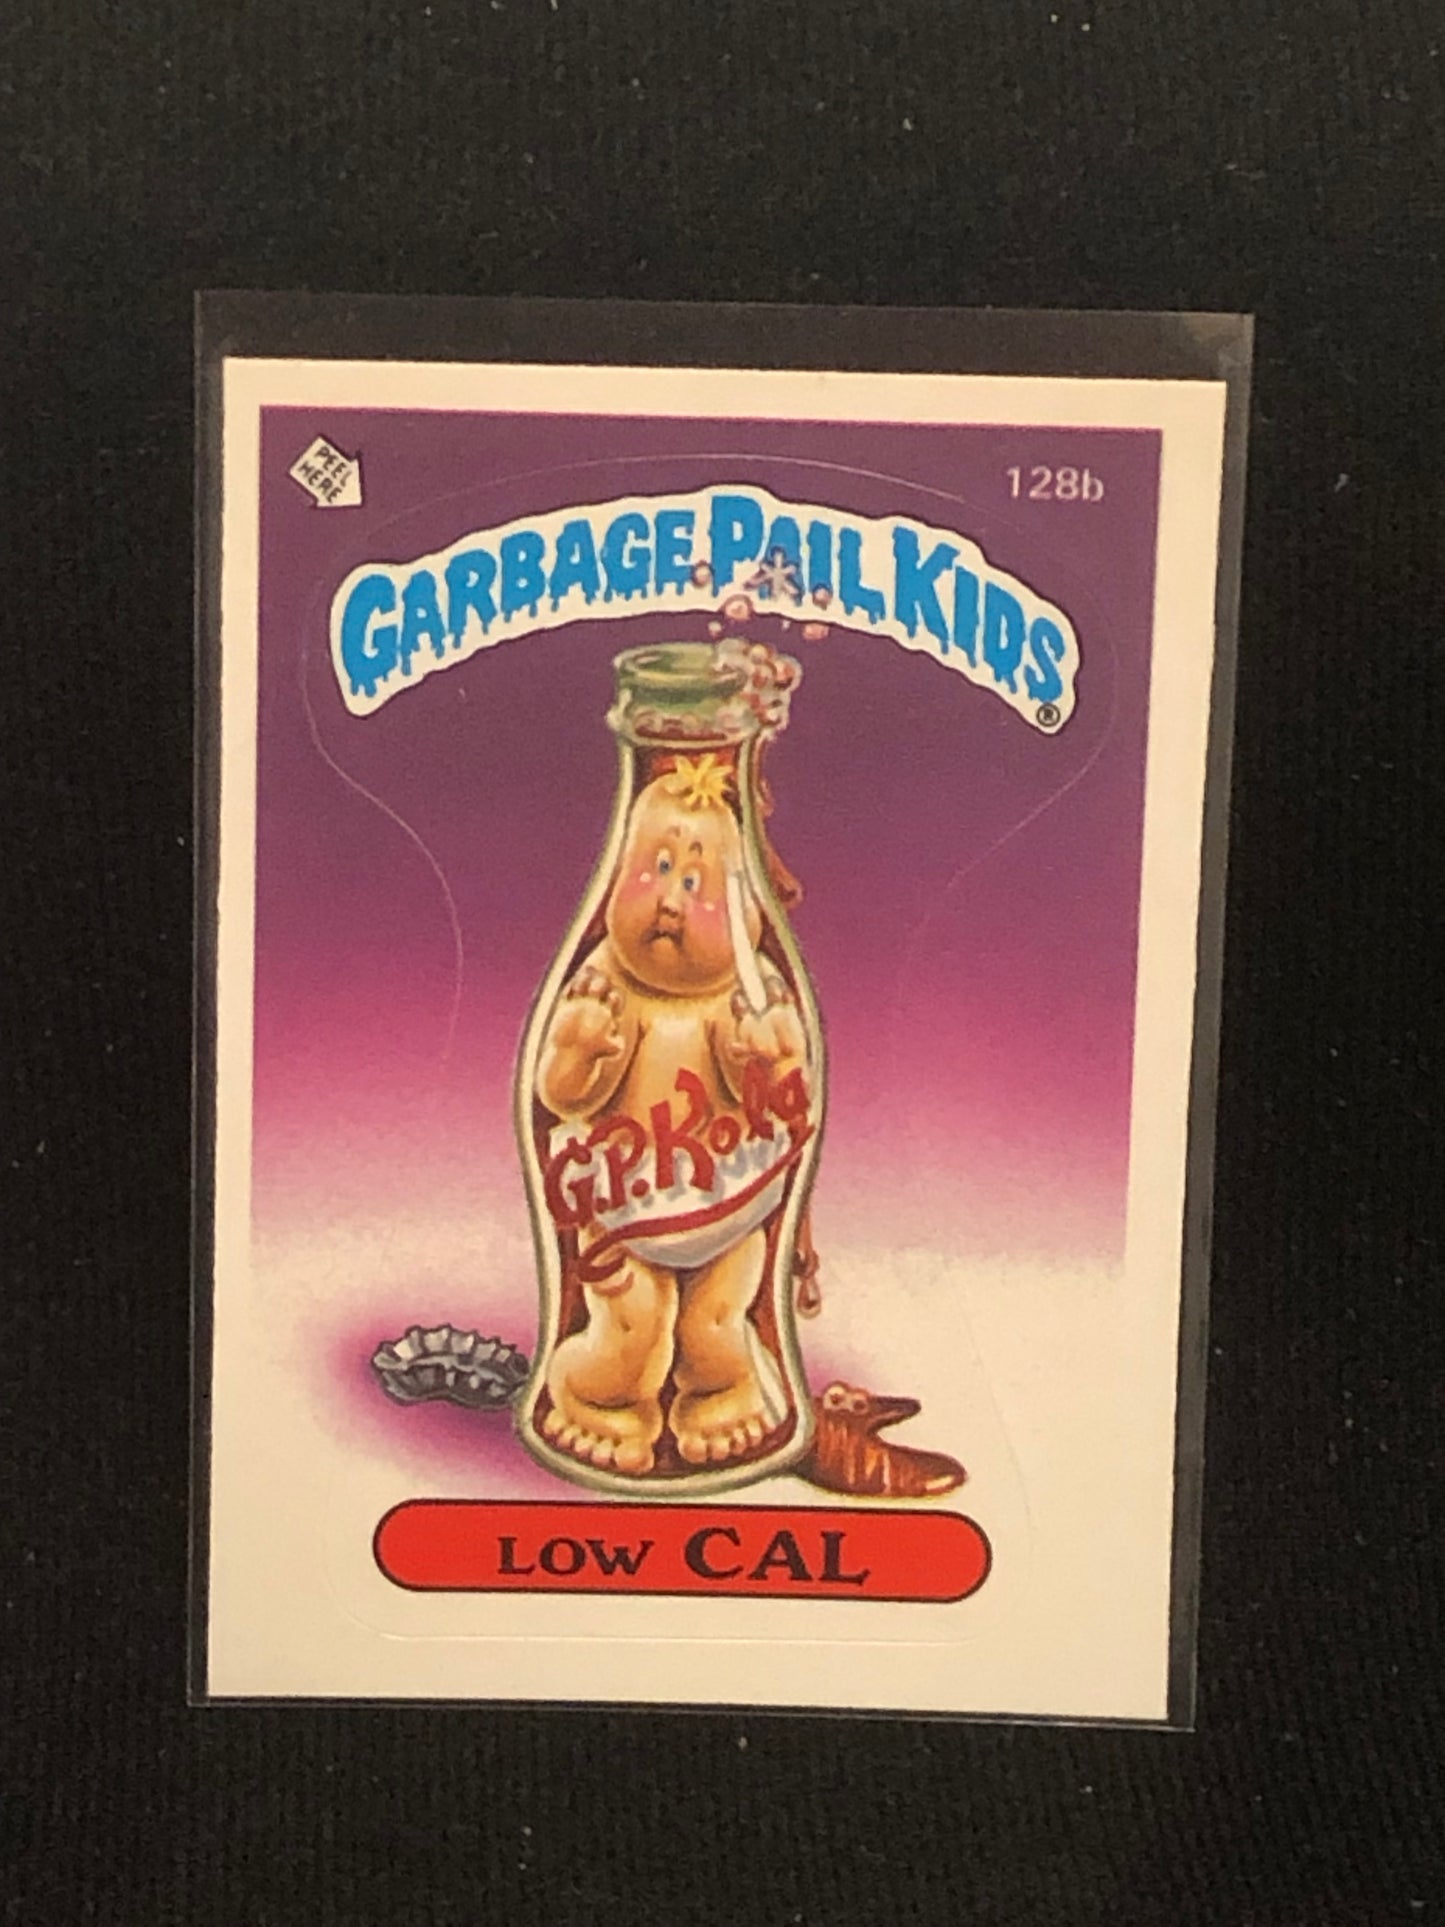 PEEL
HERE
128b
GARBAGE PAIL KIDS
®
G.P. Kola
LOW CAL